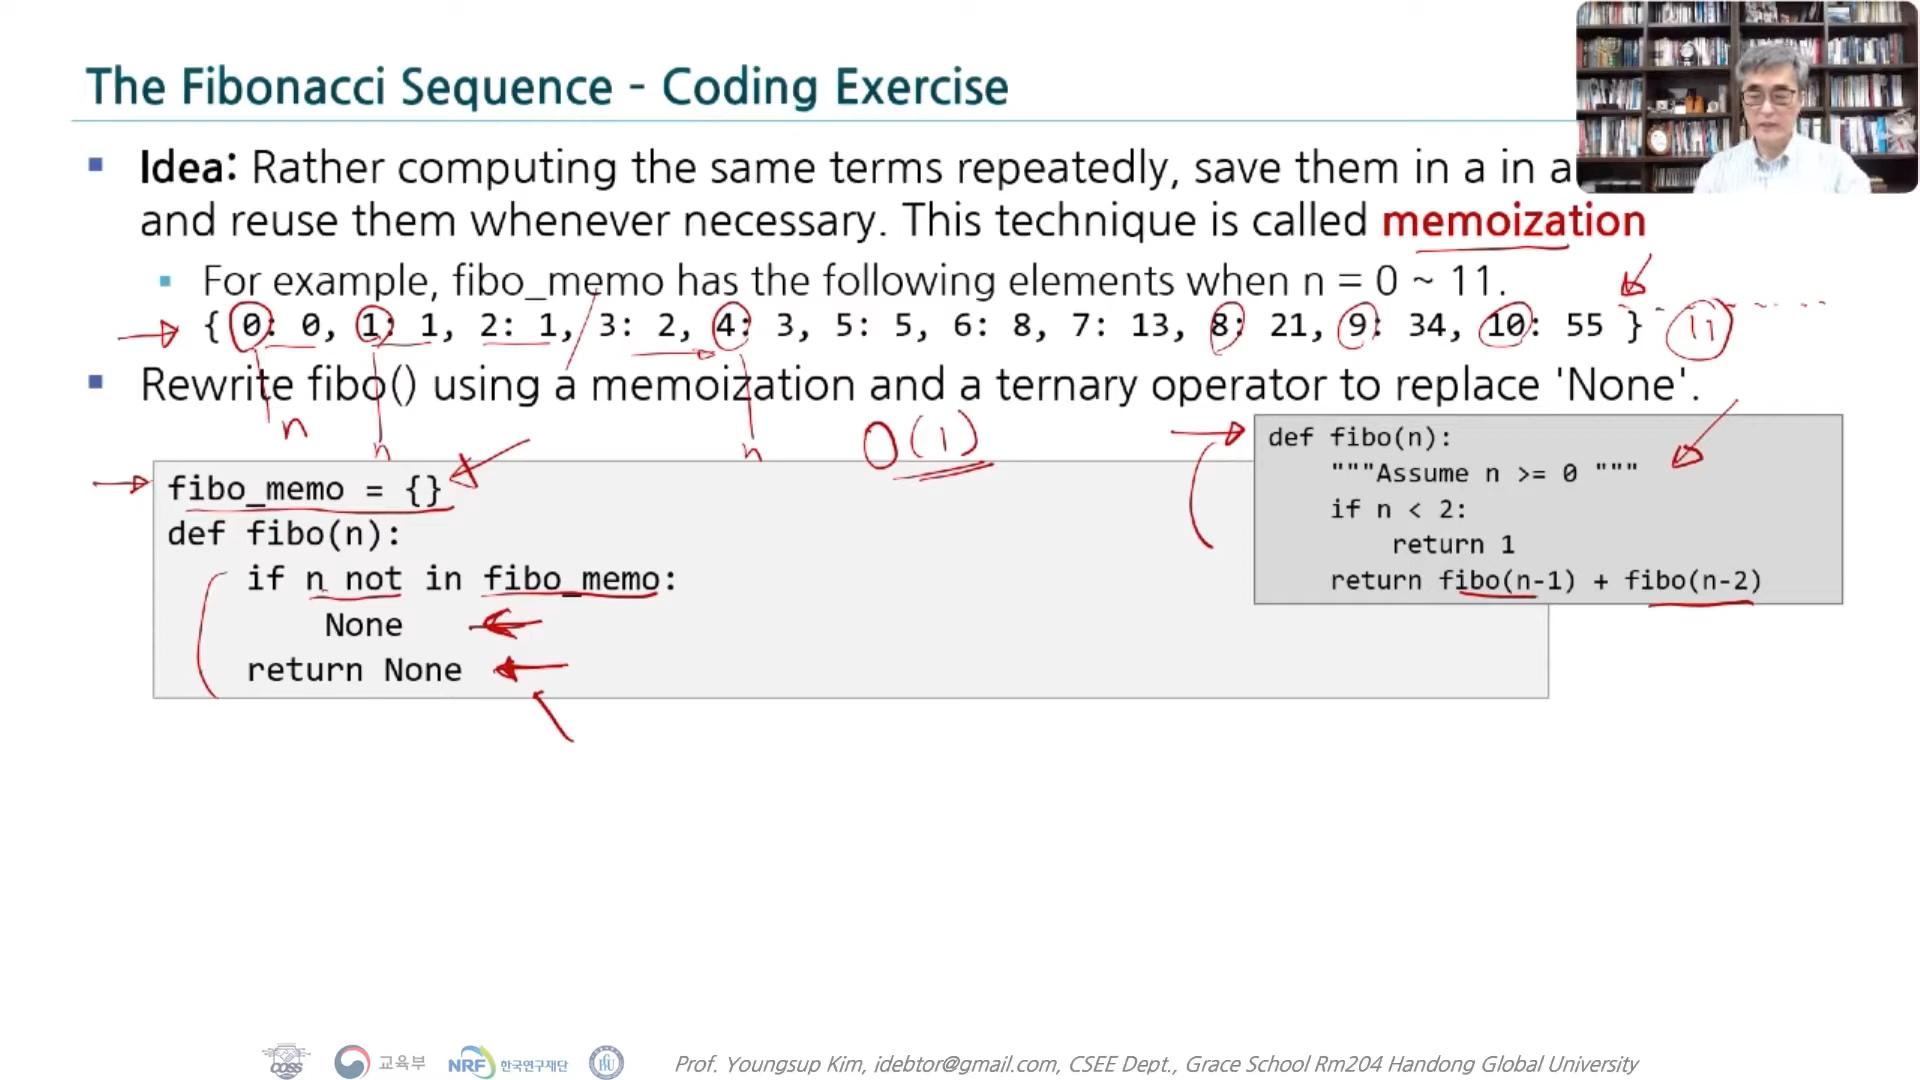 The Fibonacci Sequence - Coding Exercise
Idea: Rather computing the same terms repeatedly, save them in a in a
and reuse them whenever necessary. This technique is called memoization
For example, fibo_memo has the following elements when n = 0 ~ 11.
{ 0: 0, 1: 1, 2: 1, 3: 2, 4: 3, 5: 5, 6: 8, 7: 13, 8: 21, 9: 34, 10: 55 } 11
Rewrite fibo() using a memoization and a ternary operator to replace 'None'.
n n n O(1)
fibo_memo = {}
def fibo(n):
if n not in fibo_memo:
None
return None
def fibo(n):
"""Assume n >= 0 """
if n < 2:
return 1
return fibo(n-1) + fibo(n-2)
COSS 교육부 NRF 한국연구재단
Prof. Youngsup Kim, idebtor@gmail.com, CSEE Dept., Grace School Rm204 Handong Global University